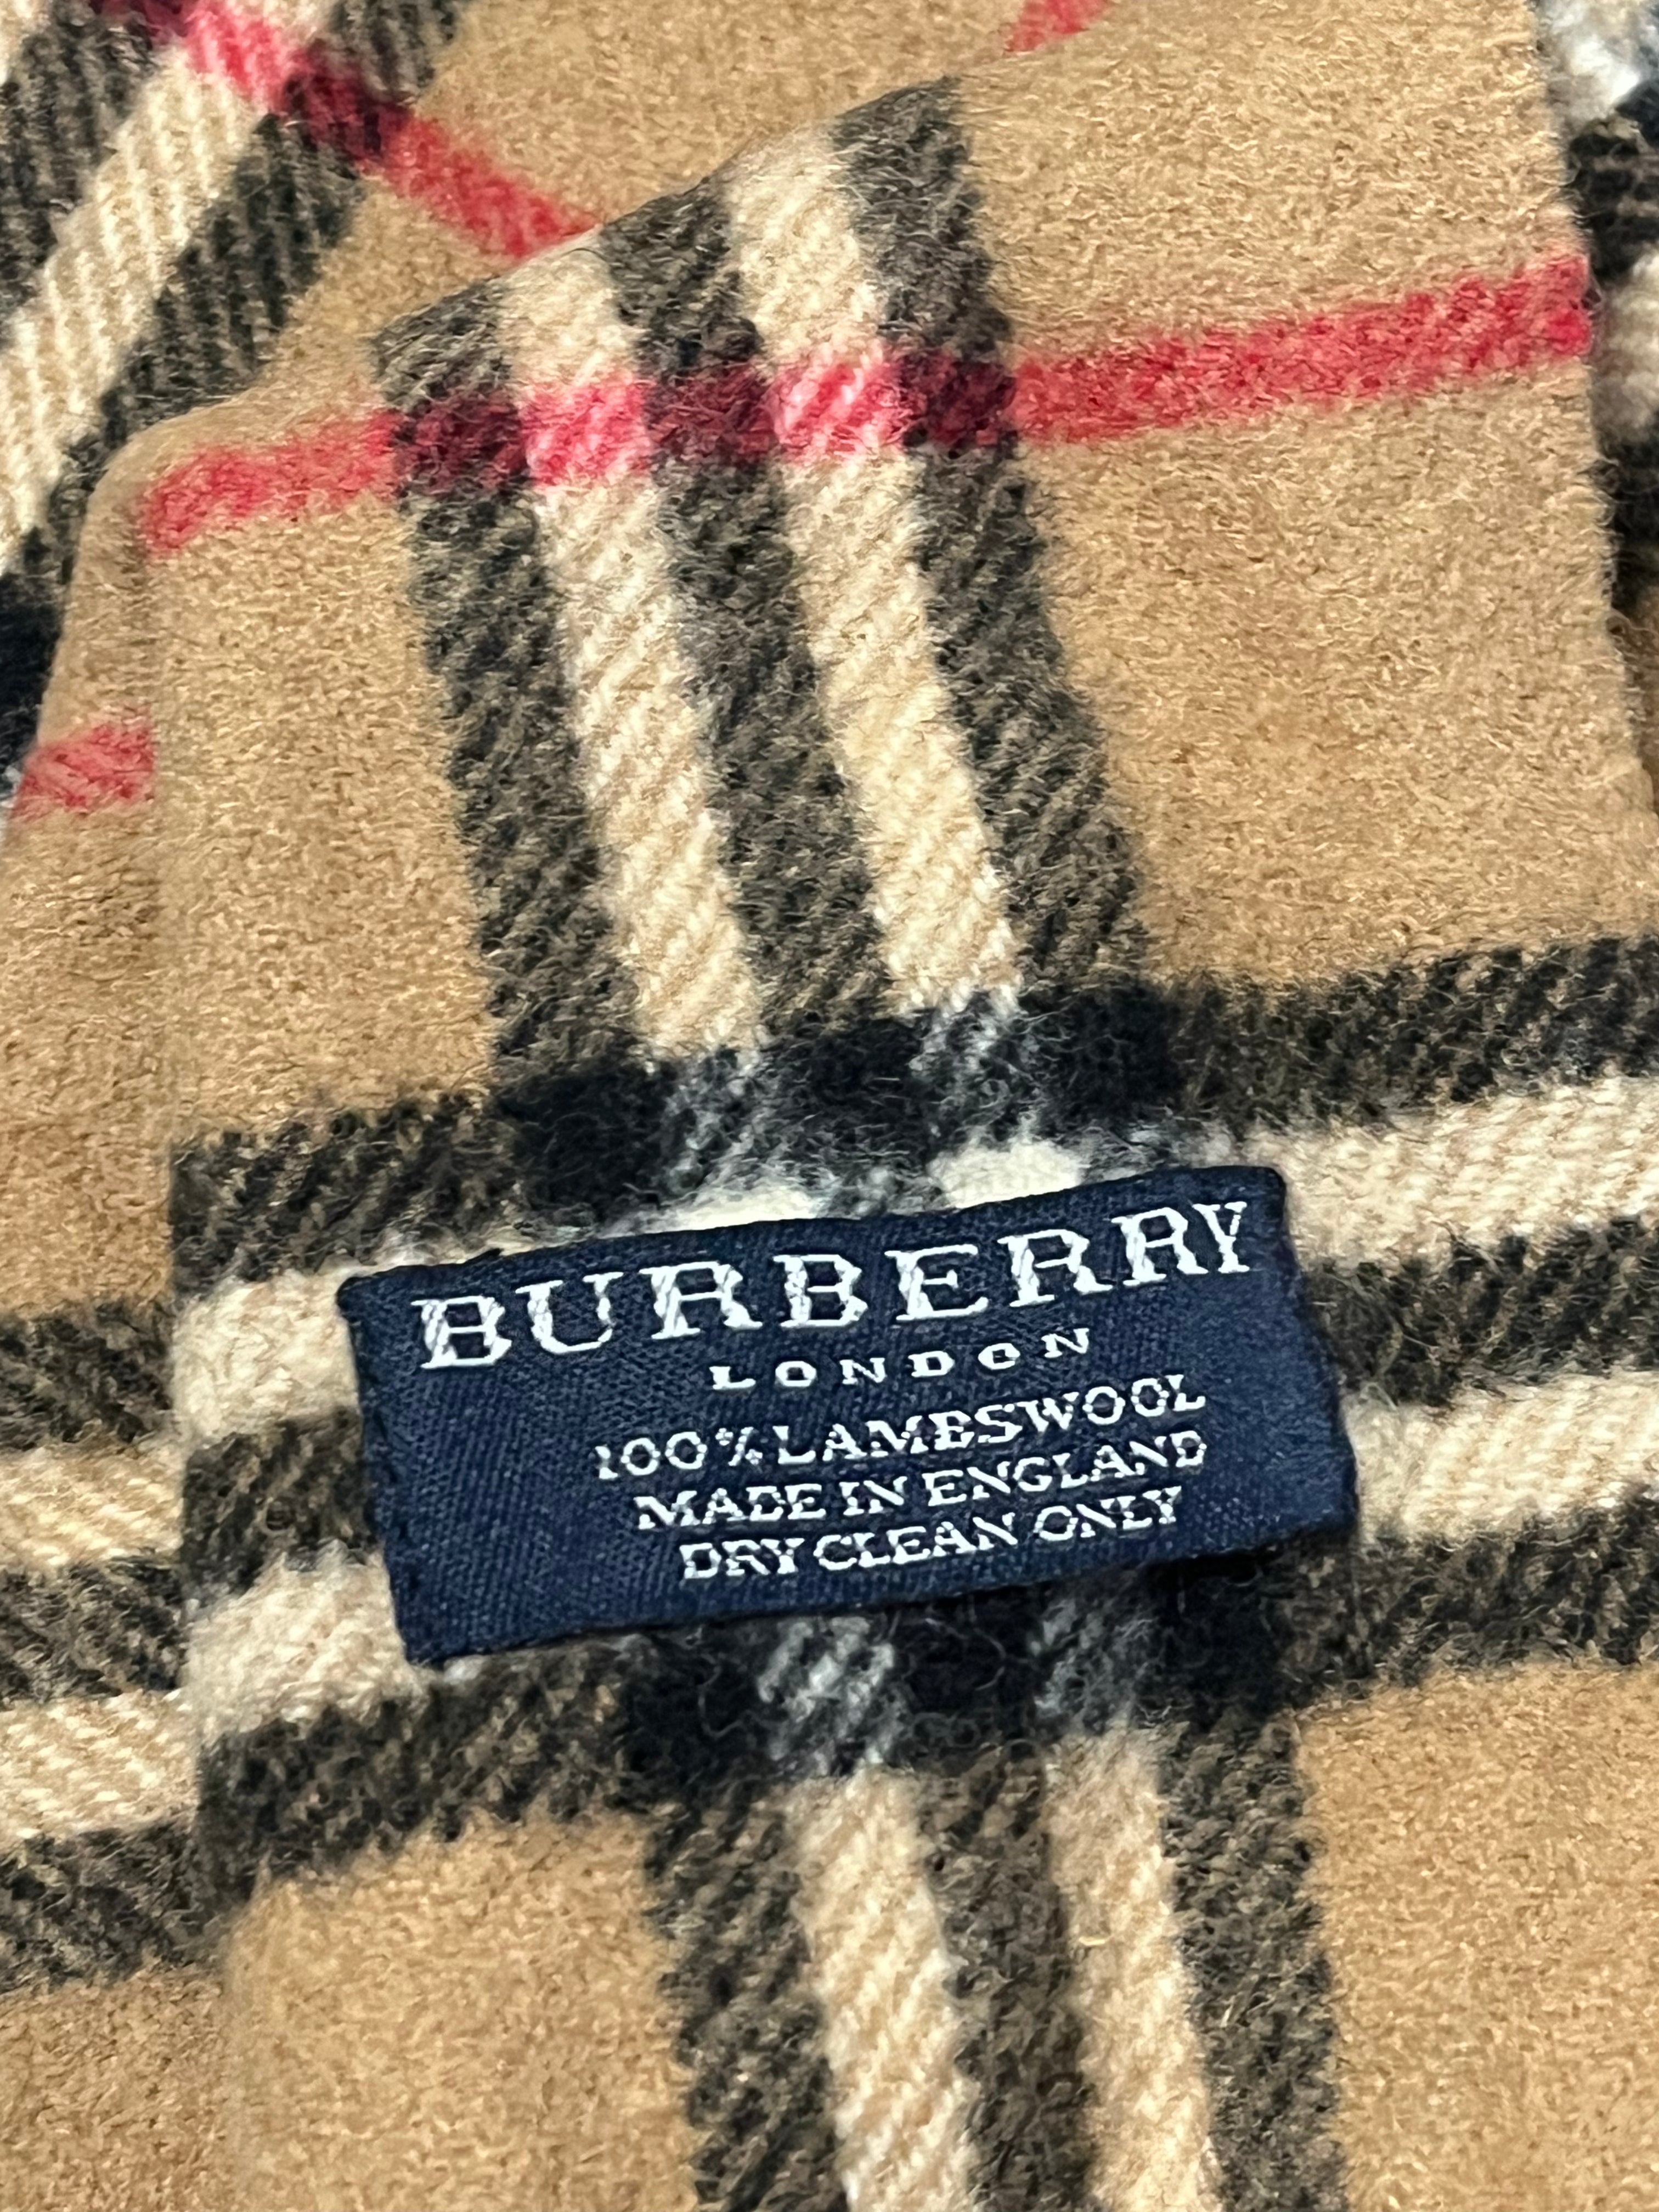 BURBERRY
LONDON
100% LAMBSWOOL
MADE IN ENGLAND
DRY CLEAN ONLY